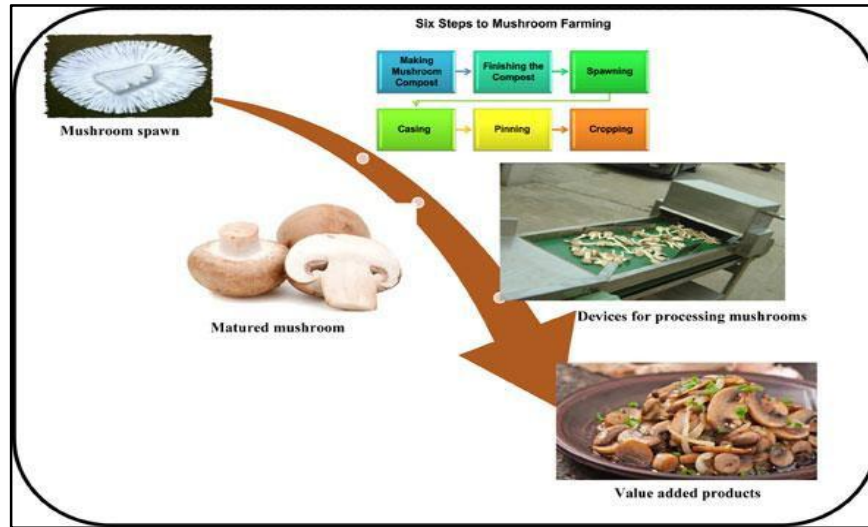 Six Steps to Mushroom Farming
Making
Mushroom
Compost
Finishing the
Compost
Spawning
Casing
Pinning
Cropping
Mushroom spawn
Matured mushroom
Devices for processing mushrooms
Value added products